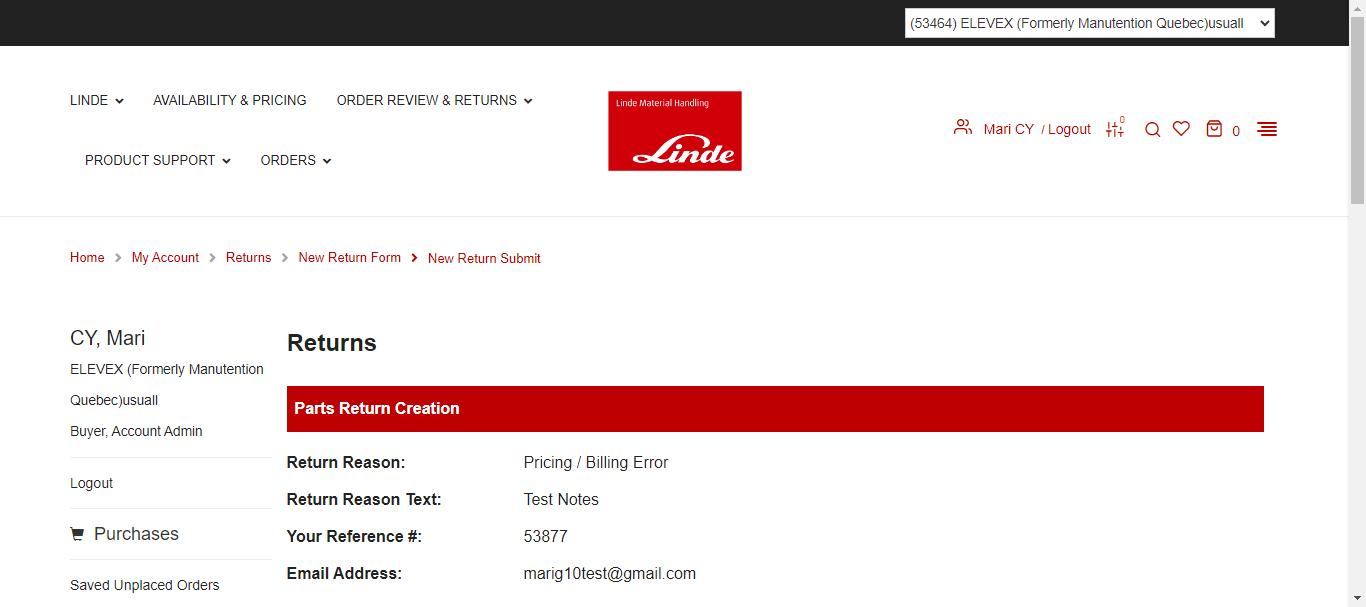 (53464) ELEVEX (Formerly Manutention Quebec)usuall
LINDE
AVAILABILITY & PRICING
ORDER REVIEW & RETURNS
PRODUCT SUPPORT
ORDERS
Linde Material Handling
Linde
Mari CY / Logout
0
0
Home
My Account
Returns
New Return Form
New Return Submit
CY, Mari
ELEVEX (Formerly Manutention
Quebec)usuall
Buyer, Account Admin
Logout
Purchases
Saved Unplaced Orders
Returns
Parts Return Creation
Return Reason: Pricing / Billing Error
Return Reason Text: Test Notes
Your Reference #: 53877
Email Address: marig10test@gmail.com